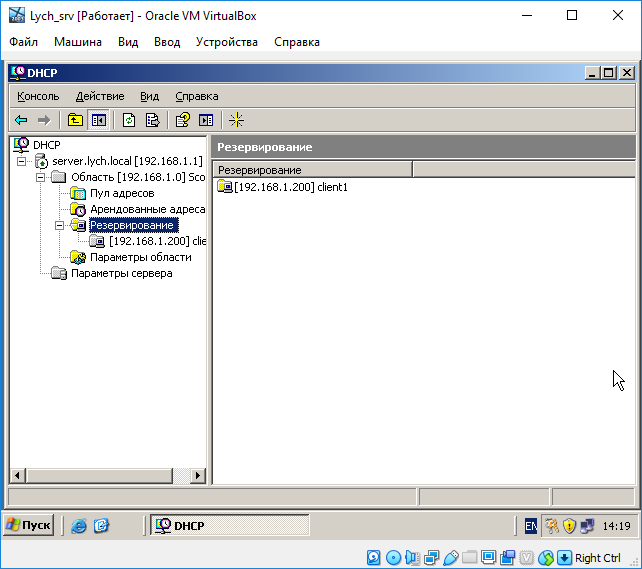 Lych_srv [Работает] - Oracle VM VirtualBox
Файл Машина Вид Ввод Устройства Справка
DHCP
Консоль Действие Вид Справка
DHCP
server.lych.local [192.168.1.1]
Область [192.168.1.0] Sco
Пул адресов
Арендованные адреса
Резервирование
[192.168.1.200] clie
Параметры области
Параметры сервера
Резервирование
Резервирование
[192.168.1.200] client1
Пуск DHCP EN 14:19
Right Ctrl